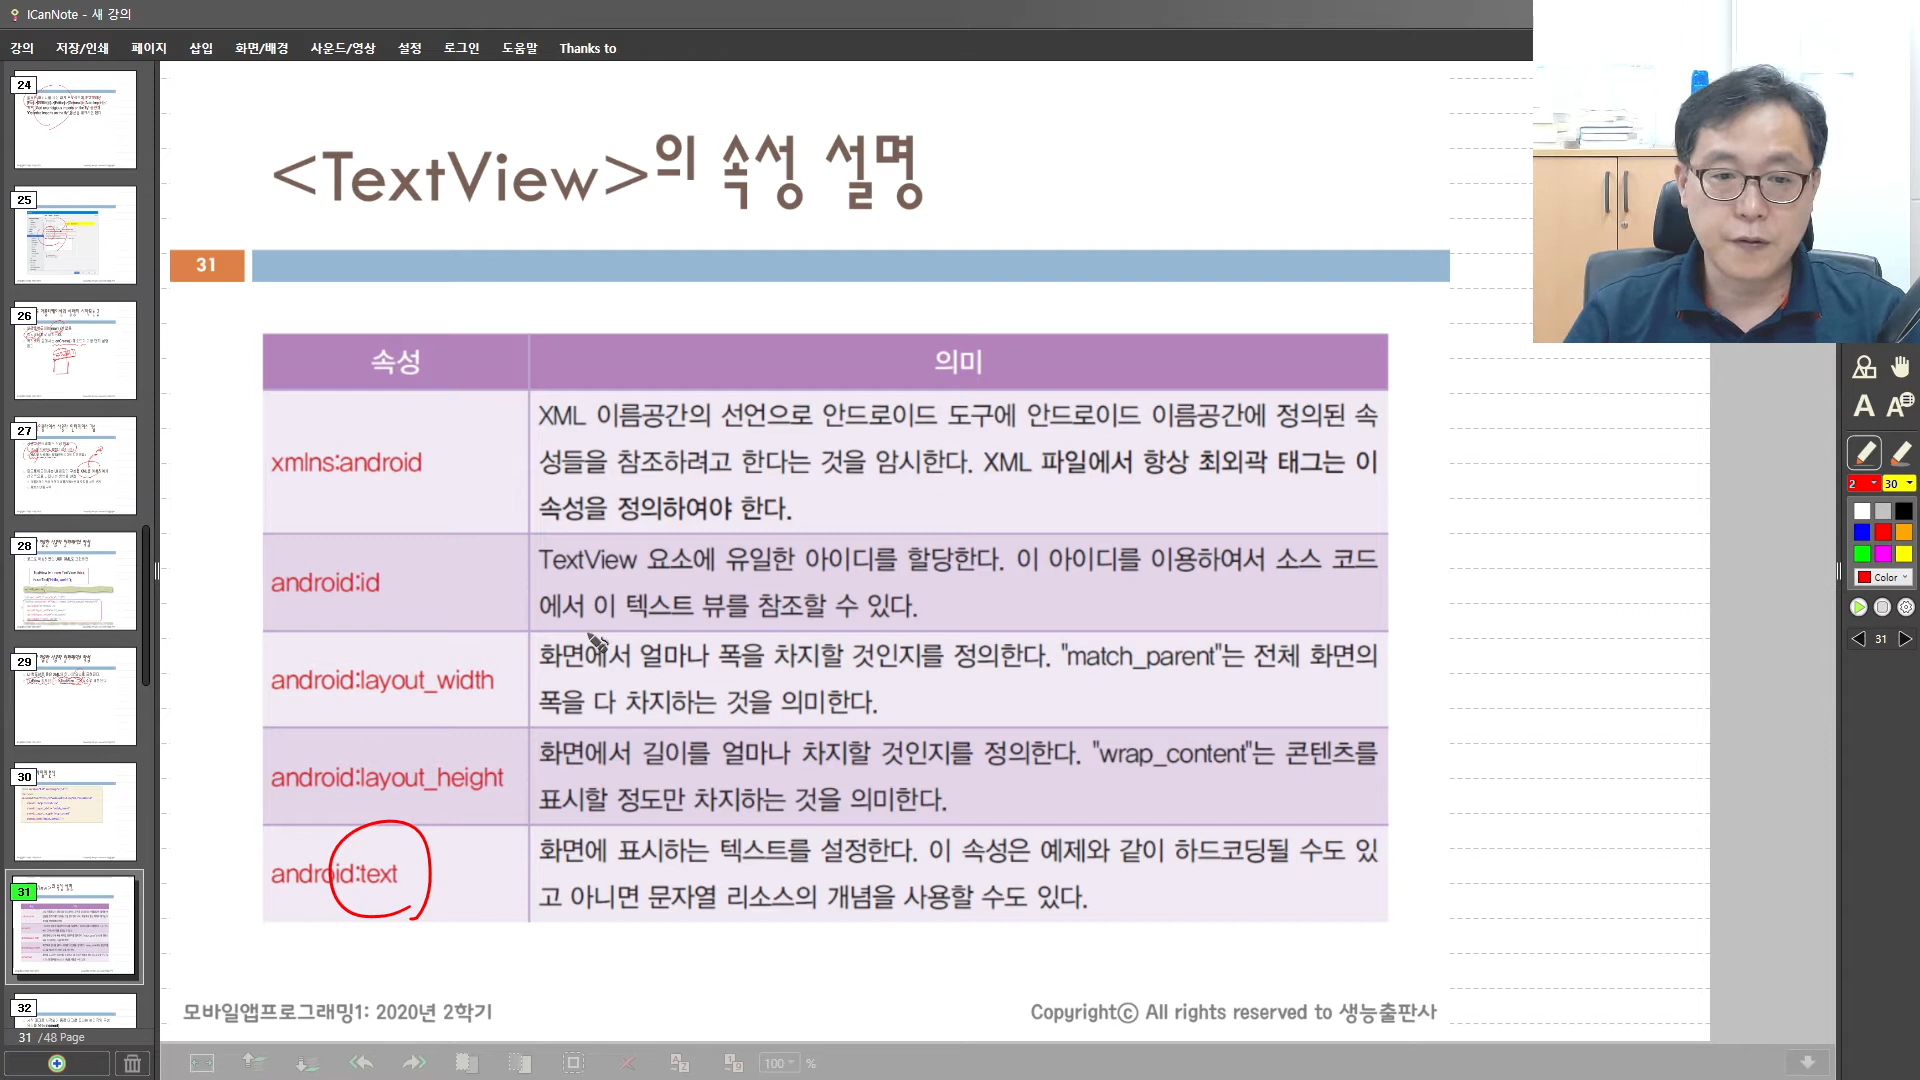 ICanNote - 새 강의
강의 저장/인쇄 페이지 삽입 화면/배경 사운드/영상 설정 로그인 도움말 Thanks to
24
25
26
27
28
29
30
31
32
31 /48 Page
<TextView>의 속성 설명
31
속성 의미
xmlns:android
XML 이름공간의 선언으로 안드로이드 도구에 안드로이드 이름공간에 정의된 속
성들을 참조하려고 한다는 것을 암시한다. XML 파일에서 항상 최외곽 태그는 이
속성을 정의하여야 한다.
android:id
TextView 요소에 유일한 아이디를 할당한다. 이 아이디를 이용하여서 소스 코드
에서 이 텍스트 뷰를 참조할 수 있다.
android:layout_width
화면에서 얼마나 폭을 차지할 것인지를 정의한다. "match_parent"는 전체 화면의
폭을 다 차지하는 것을 의미한다.
android:layout_height
화면에서 길이를 얼마나 차지할 것인지를 정의한다. "wrap_content"는 콘텐츠를
표시할 정도만 차지하는 것을 의미한다.
android:text
화면에 표시하는 텍스트를 설정한다. 이 속성은 예제와 같이 하드코딩될 수도 있
고 아니면 문자열 리소스의 개념을 사용할 수도 있다.
모바일앱프로그래밍1: 2020년 2학기
Copyrightⓒ All rights reserved to 생능출판사
A A
2 30
Color
31
100 %